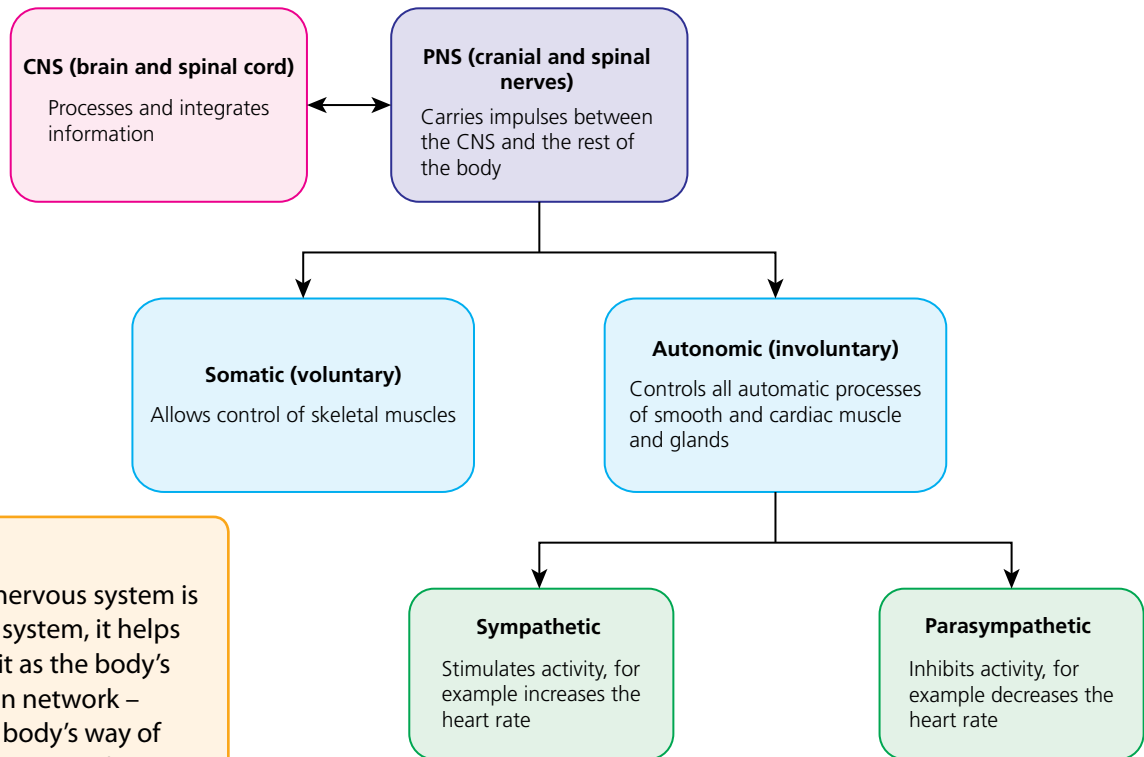 CNS (brain and spinal cord)
Processes and integrates
information
PNS (cranial and spinal
nerves)
Carries impulses between
the CNS and the rest of
the body
Somatic (voluntary)
Allows control of skeletal muscles
Autonomic (involuntary)
Controls all automatic processes
of smooth and cardiac muscle
and glands
nervous system is
system, it helps
it as the body's
n network –
body's way of
Sympathetic
Stimulates activity, for
example increases the
heart rate
Parasympathetic
Inhibits activity, for
example decreases the
heart rate